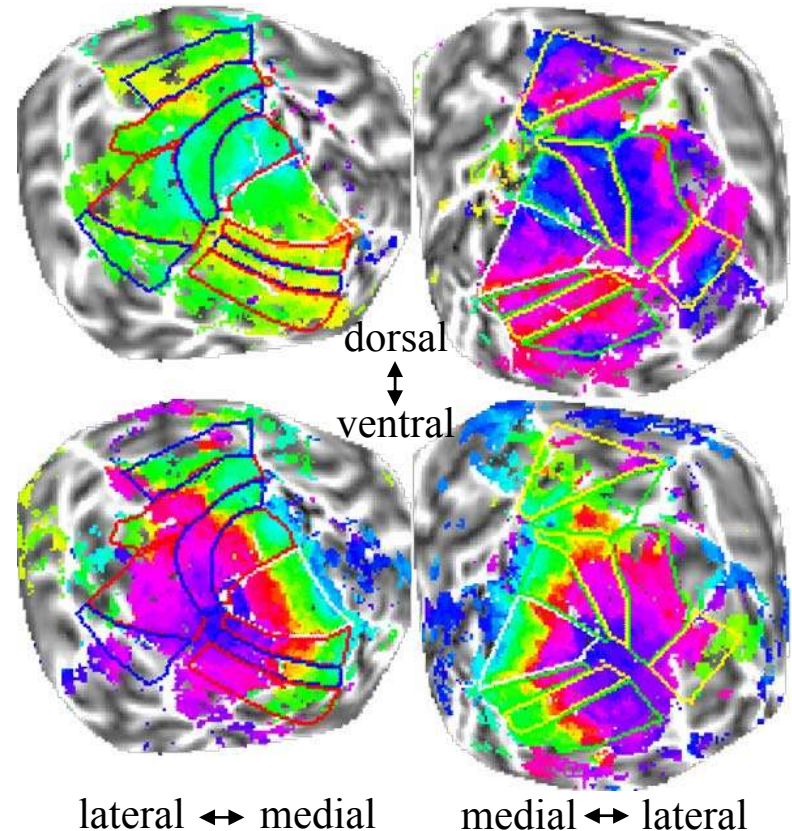 dorsal
↕
ventral
lateral ↔ medial
medial ↔ lateral